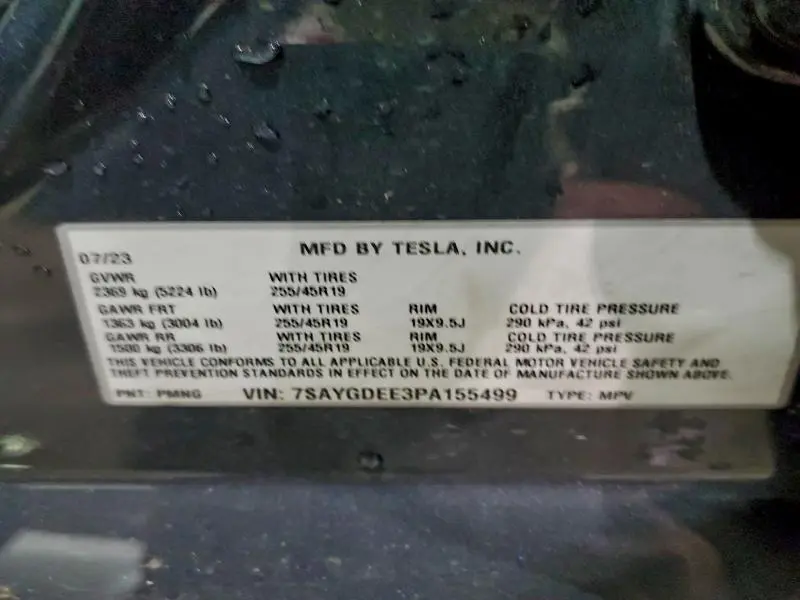 07/23 MFD BY TESLA, INC.
GVWR WITH TIRES
2369 kg (5224 lb) 255/45R19
GAWR FRT WITH TIRES RIM COLD TIRE PRESSURE
1363 kg (3004 lb) 255/45R19 19X9.5J 290 kPa, 42 psi
GAWR RR WITH TIRES RIM COLD TIRE PRESSURE
1500 kg (3306 lb) 255/45R19 19X9.5J 290 kPa, 42 psi
THIS VEHICLE CONFORMS TO ALL APPLICABLE U.S. FEDERAL MOTOR VEHICLE SAFETY AND
THEFT PREVENTION STANDARDS IN EFFECT ON THE DATE OF MANUFACTURE SHOWN ABOVE.
PNT: PMNG VIN: 7SAYGDEE3PA155499 TYPE: MPV